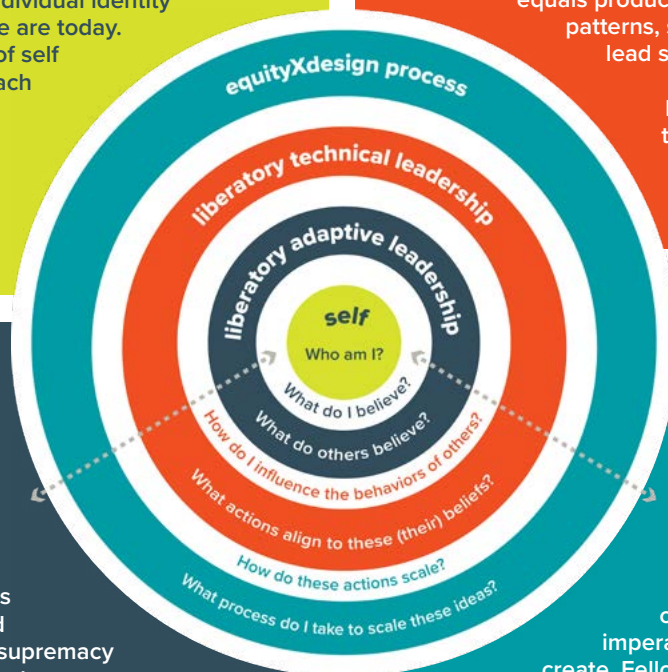 dividual identity
e are today.
of self
ach
equals produc
patterns, s
lead s
t
equityXdesign process
liberatory technical leadership
liberatory adaptive leadership
self
Who am I?
What do I believe?
What do others believe?
How do I influence the behaviors of others?
What actions align to these (their) beliefs?
How do these actions scale?
What process do I take to scale these ideas?
s
d
supremacy
impera
create. Fello